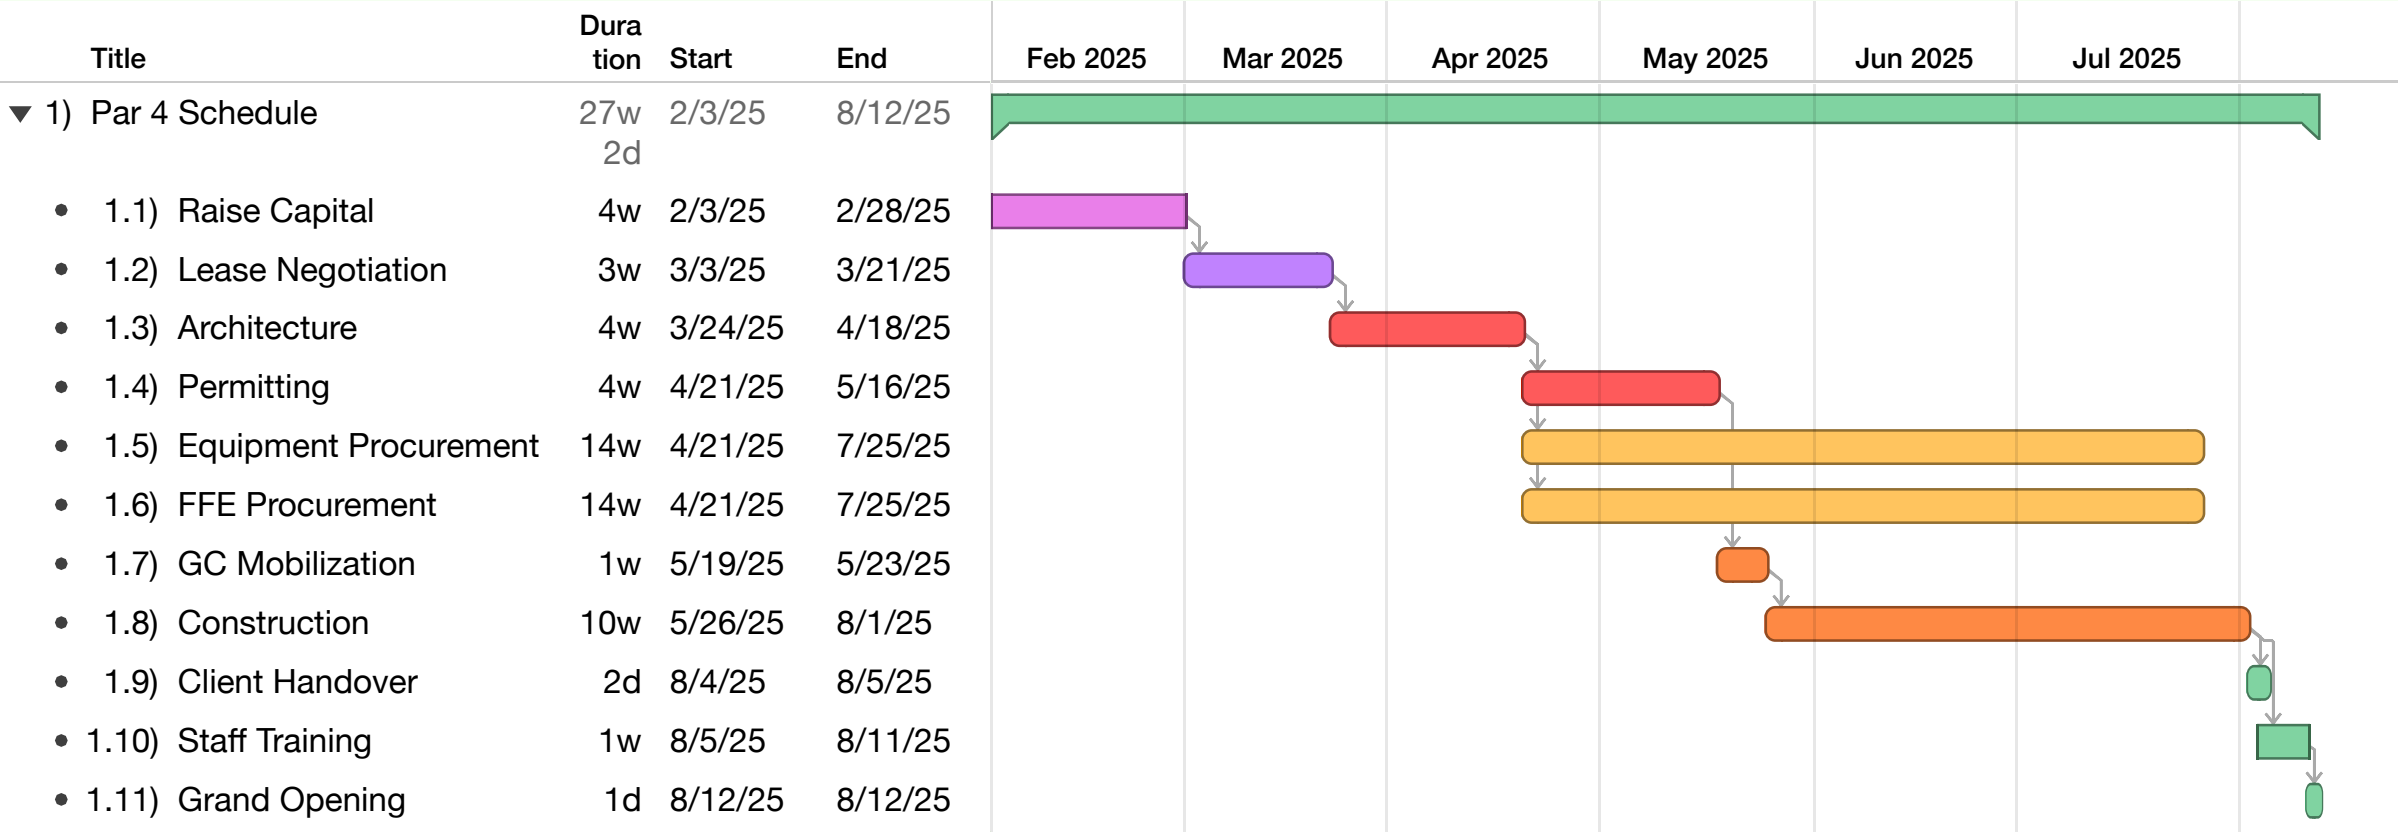 Title Duration Start End Feb 2025 Mar 2025 Apr 2025 May 2025 Jun 2025 Jul 2025
1) Par 4 Schedule 27w 2d 2/3/25 8/12/25
1.1) Raise Capital 4w 2/3/25 2/28/25
1.2) Lease Negotiation 3w 3/3/25 3/21/25
1.3) Architecture 4w 3/24/25 4/18/25
1.4) Permitting 4w 4/21/25 5/16/25
1.5) Equipment Procurement 14w 4/21/25 7/25/25
1.6) FFE Procurement 14w 4/21/25 7/25/25
1.7) GC Mobilization 1w 5/19/25 5/23/25
1.8) Construction 10w 5/26/25 8/1/25
1.9) Client Handover 2d 8/4/25 8/5/25
1.10) Staff Training 1w 8/5/25 8/11/25
1.11) Grand Opening 1d 8/12/25 8/12/25